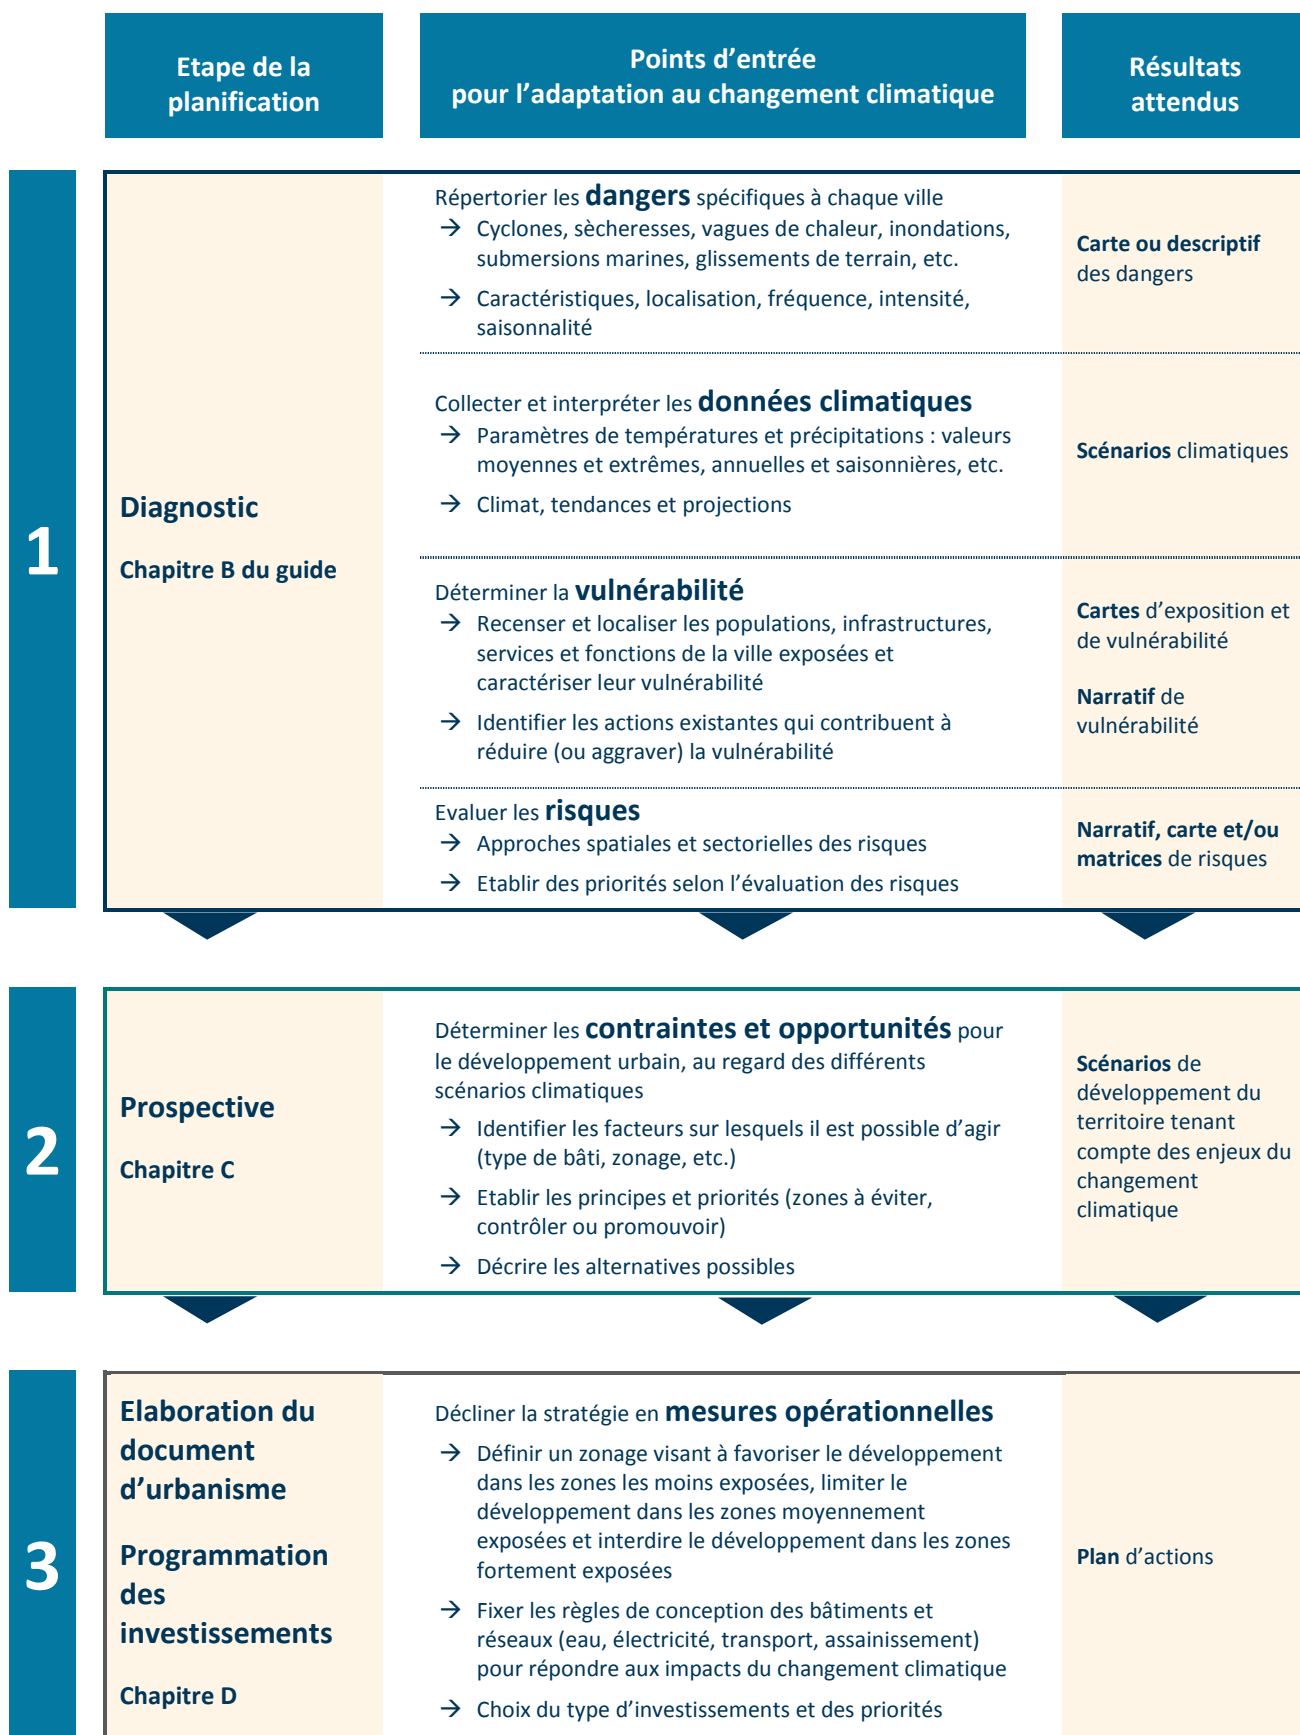 Etape de la
planification
Points d'entrée
pour l'adaptation au changement climatique
Résultats
attendus
1
Diagnostic
Chapitre B du guide
Répertorier les dangers spécifiques à chaque ville
→ Cyclones, sècheresses, vagues de chaleur, inondations,
submersions marines, glissements de terrain, etc.
→ Caractéristiques, localisation, fréquence, intensité,
saisonnalité
Carte ou descriptif
des dangers
Collecter et interpréter les données climatiques
→ Paramètres de températures et précipitations : valeurs
moyennes et extrêmes, annuelles et saisonnières, etc.
→ Climat, tendances et projections
Scénarios climatiques
Déterminer la vulnérabilité
→ Recenser et localiser les populations, infrastructures,
services et fonctions de la ville exposées et
caractériser leur vulnérabilité
→ Identifier les actions existantes qui contribuent à
réduire (ou aggraver) la vulnérabilité
Cartes d'exposition et
de vulnérabilité
Narratif de
vulnérabilité
Evaluer les risques
→ Approches spatiales et sectorielles des risques
→ Etablir des priorités selon l'évaluation des risques
Narratif, carte et/ou
matrices de risques
2
Prospective
Chapitre C
Déterminer les contraintes et opportunités pour
le développement urbain, au regard des différents
scénarios climatiques
→ Identifier les facteurs sur lesquels il est possible d'agir
(type de bâti, zonage, etc.)
→ Etablir les principes et priorités (zones à éviter,
contrôler ou promouvoir)
→ Décrire les alternatives possibles
Scénarios de
développement du
territoire tenant
compte des enjeux du
changement
climatique
3
Elaboration du
document
d'urbanisme
Programmation
des
investissements
Chapitre D
Décliner la stratégie en mesures opérationnelles
→ Définir un zonage visant à favoriser le développement
dans les zones les moins exposées, limiter le
développement dans les zones moyennement
exposées et interdire le développement dans les zones
fortement exposées
→ Fixer les règles de conception des bâtiments et
réseaux (eau, électricité, transport, assainissement)
pour répondre aux impacts du changement climatique
→ Choix du type d'investissements et des priorités
Plan d'actions